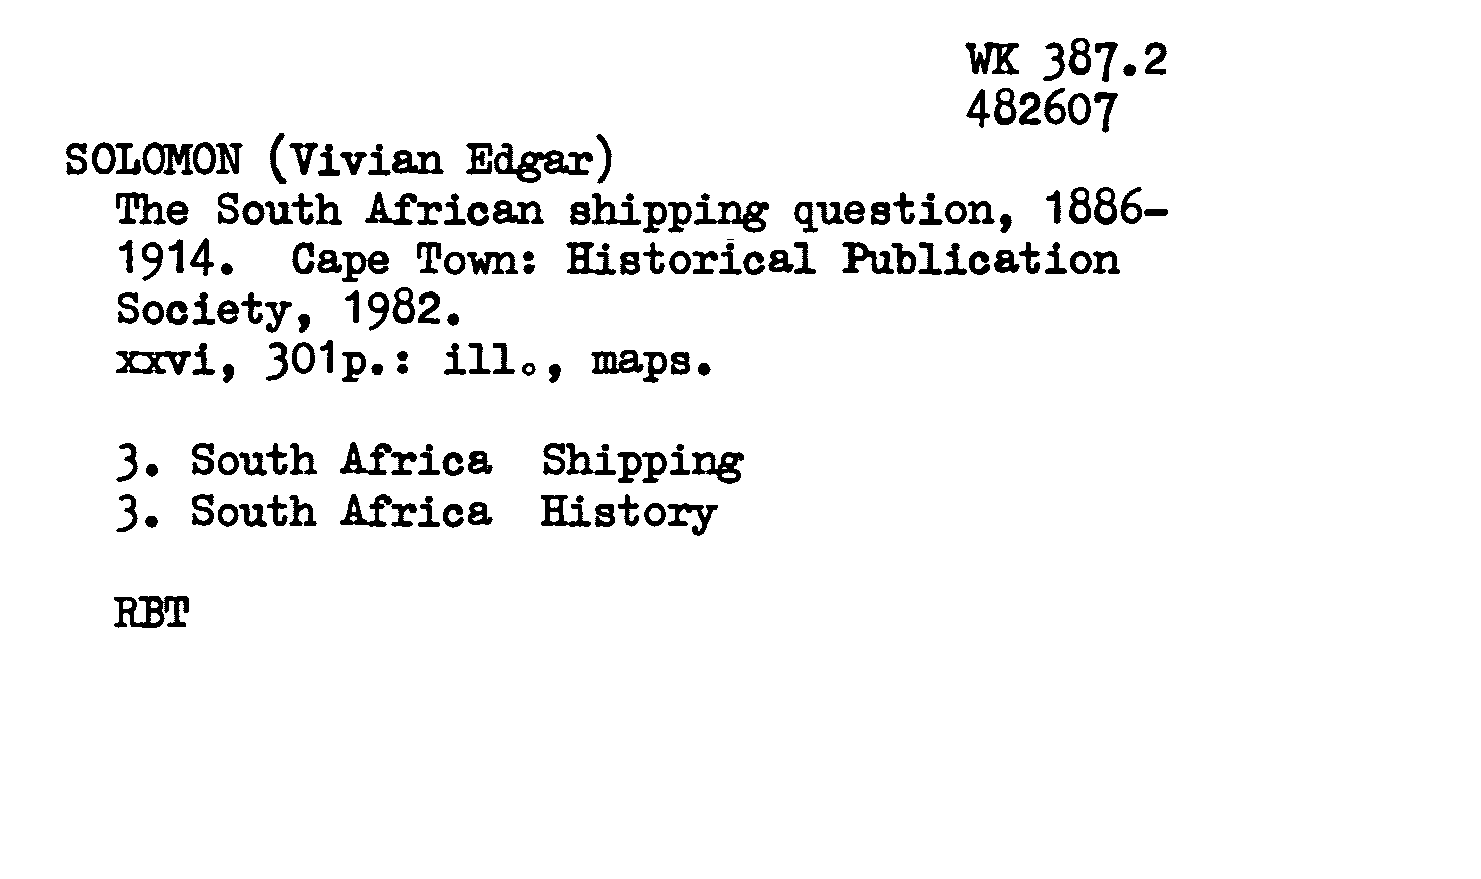 WK 387.2
482607
SOLOMON (Vivian Edgar)
The South African shipping question, 1886-
1914. Cape Town: Historical Publication
Society, 1982.
xxvi, 301p.: ill., maps.
3. South Africa Shipping
3. South Africa History
RBT